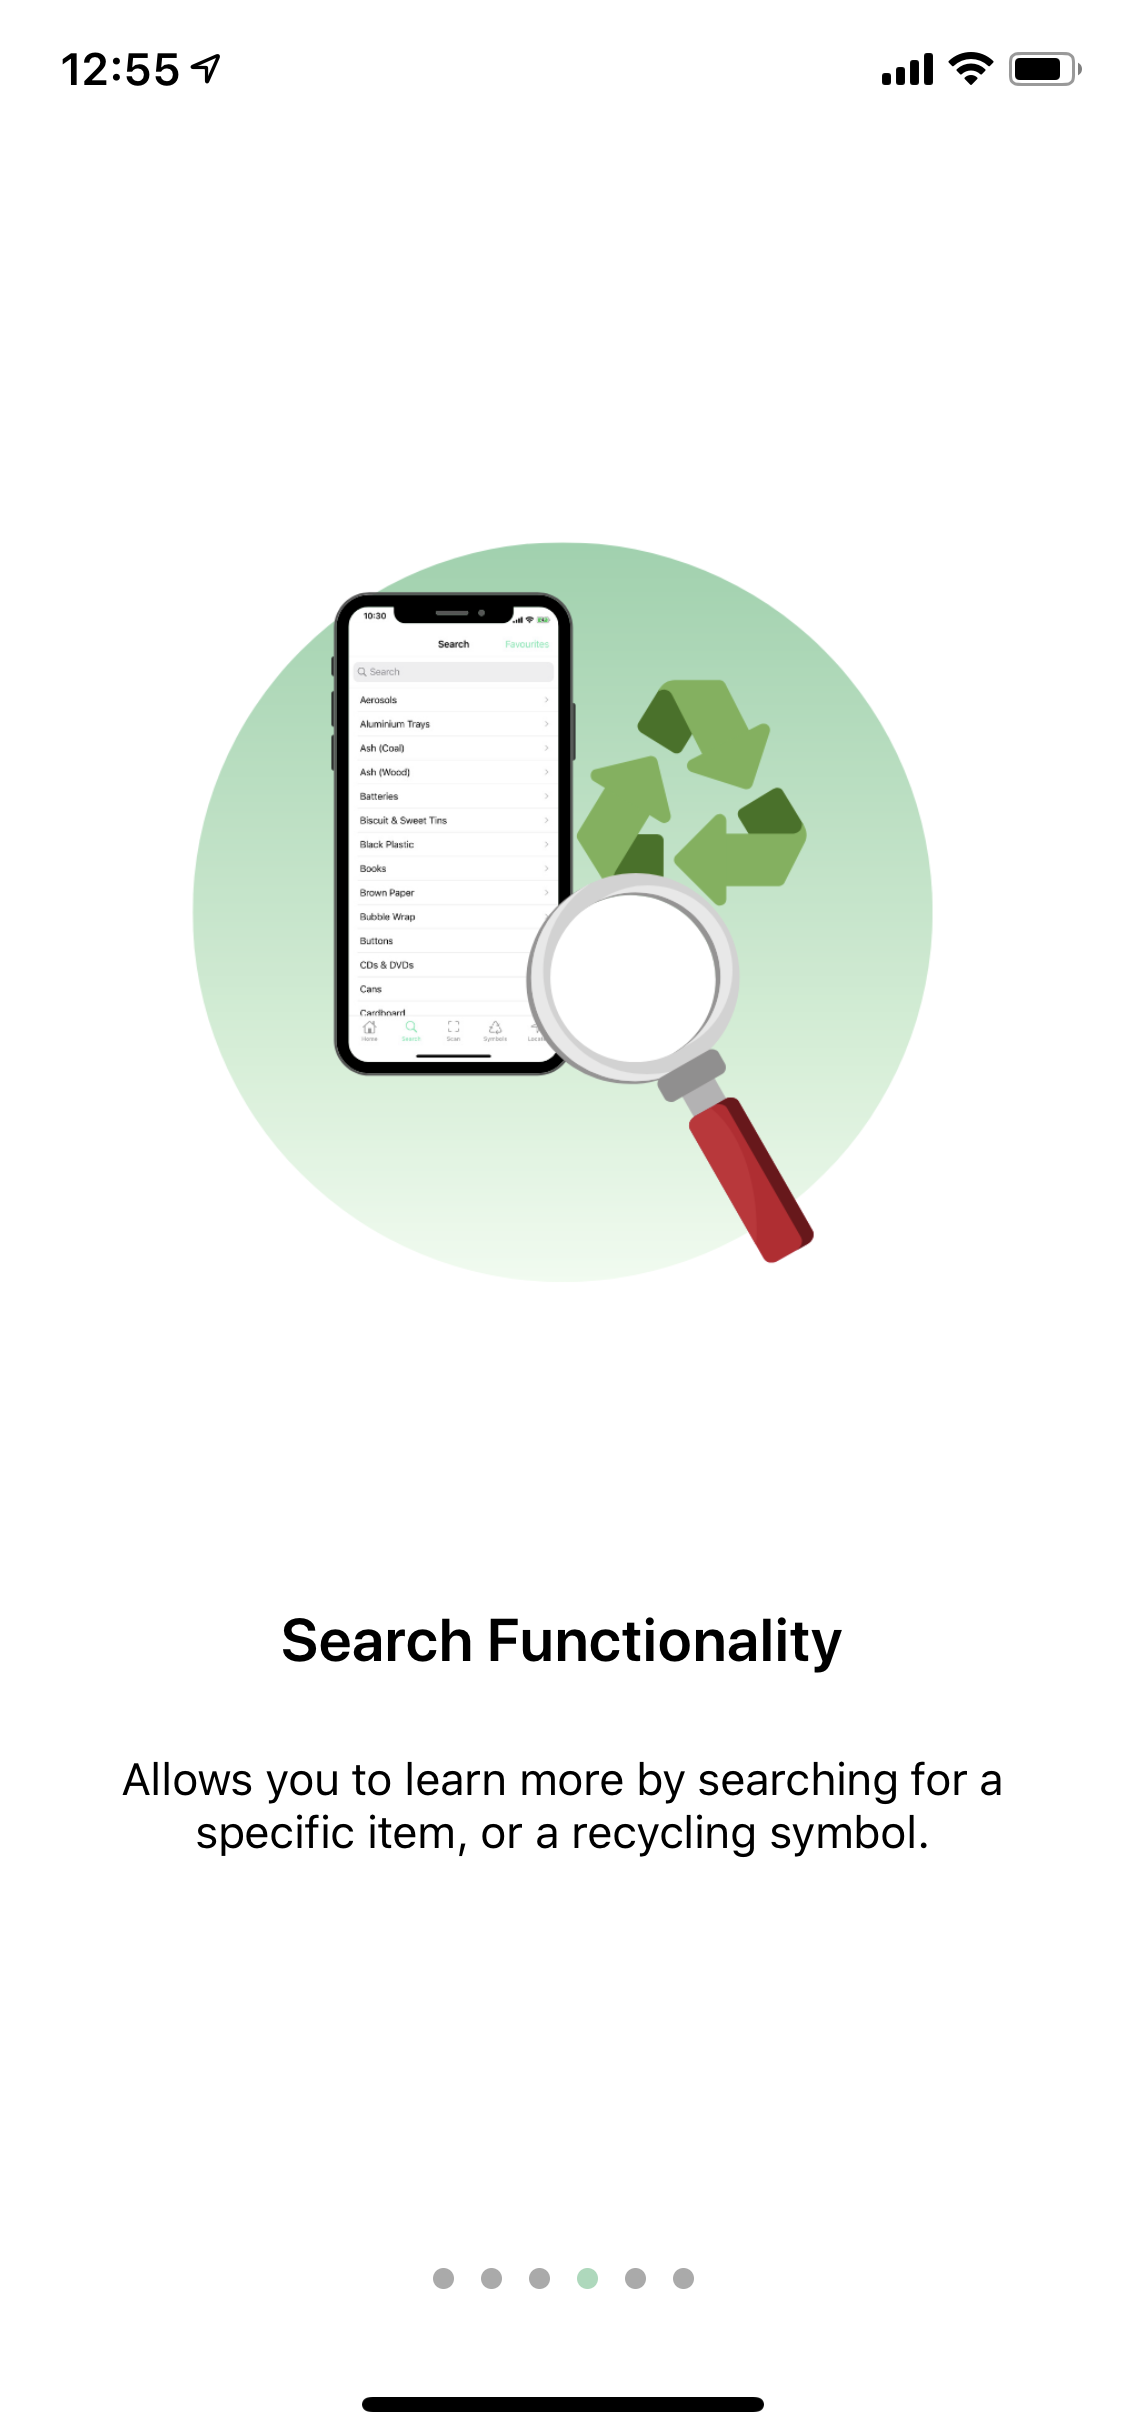 12:55
10:30
Search Favourites
Search
Aerosols
Aluminium Trays
Ash (Coal)
Ash (Wood)
Batteries
Biscuit & Sweet Tins
Black Plastic
Books
Brown Paper
Bubble Wrap
Buttons
CDs & DVDs
Cans
Cardboard
Home Search Scan Symbols
Search Functionality
Allows you to learn more by searching for a
specific item, or a recycling symbol.